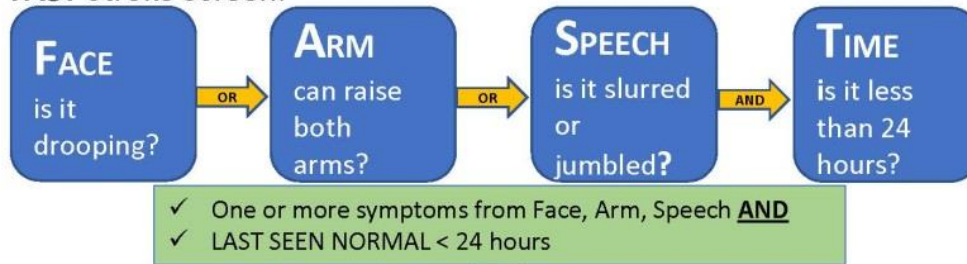 FACE
is it
drooping?
OR
ARM
can raise
both
arms?
OR
SPEECH
is it slurred
or
jumbled?
AND
TIME
is it less
than 24
hours?
✓ One or more symptoms from Face, Arm, Speech AND
✓ LAST SEEN NORMAL < 24 hours